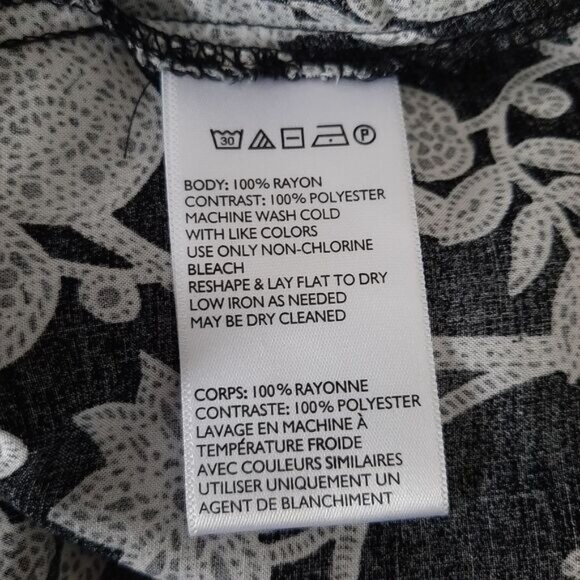 30 P
BODY: 100% RAYON
CONTRAST: 100% POLYESTER
MACHINE WASH COLD
WITH LIKE COLORS
USE ONLY NON-CHLORINE
BLEACH
RESHAPE & LAY FLAT TO DRY
LOW IRON AS NEEDED
MAY BE DRY CLEANED
CORPS: 100% RAYONNE
CONTRASTE: 100% POLYESTER
LAVAGE EN MACHINE À
TEMPÉRATURE FROIDE
AVEC COULEURS SIMILAIRES
UTILISER UNIQUEMENT UN
AGENT DE BLANCHIMENT